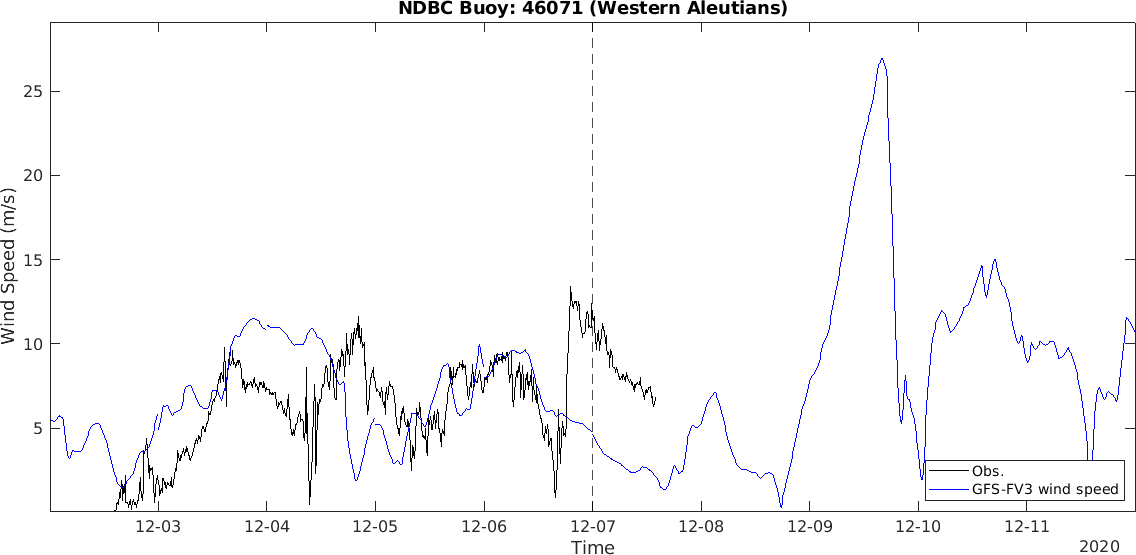 NDBC Buoy: 46071 (Western Aleutians)
Wind Speed (m/s)
25
20
15
10
5
Obs.
GFS-FV3 wind speed
12-03 12-04 12-05 12-06 12-07 12-08 12-09 12-10 12-11
Time
2020